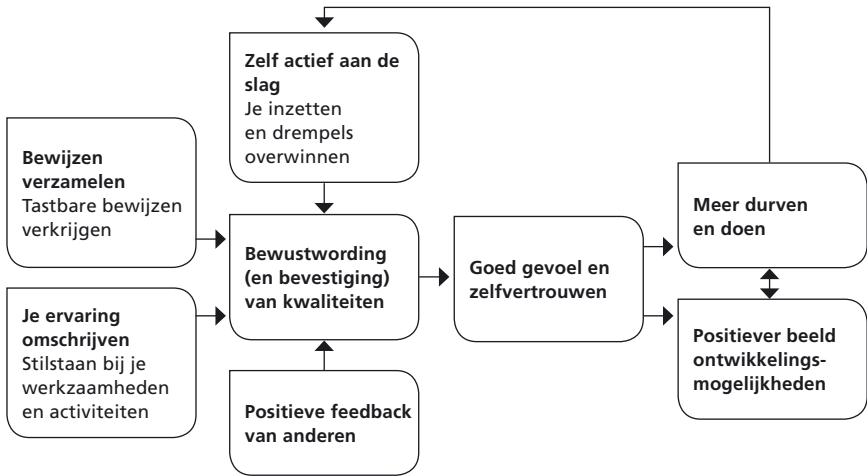 Zelf actief aan de
slag
Je inzetten
en drempels
overwinnen
Bewijzen
verzamelen
Tastbare bewijzen
verkrijgen
Je ervaring
omschrijven
Stilstaan bij je
werkzaamheden
en activiteiten
Bewustwording
(en bevestiging)
van kwaliteiten
Positieve feedback
van anderen
Goed gevoel en
zelfvertrouwen
Meer durven
en doen
Positiever beeld
ontwikkelings-
mogelijkheden